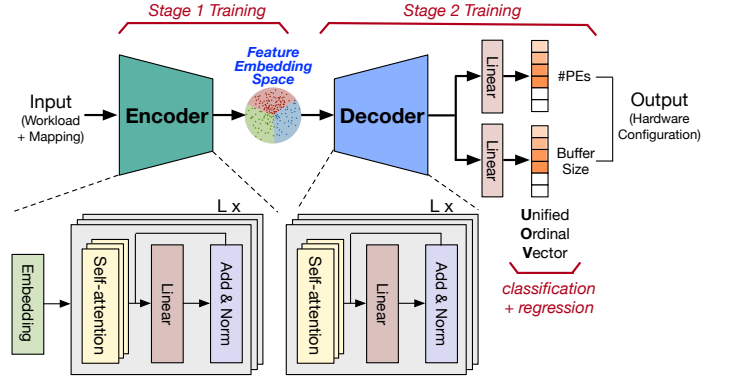 Stage 1 Training
Stage 2 Training
Feature
Embedding
Space
Input
(Workload
+ Mapping)
Encoder
Decoder
Linear
Linear
#PEs
Buffer
Size
Output
(Hardware
Configuration)
Unified
Ordinal
Vector
classification
+ regression
L x
Embedding
Self-attention
Linear
Add & Norm
L x
Self-attention
Linear
Add & Norm